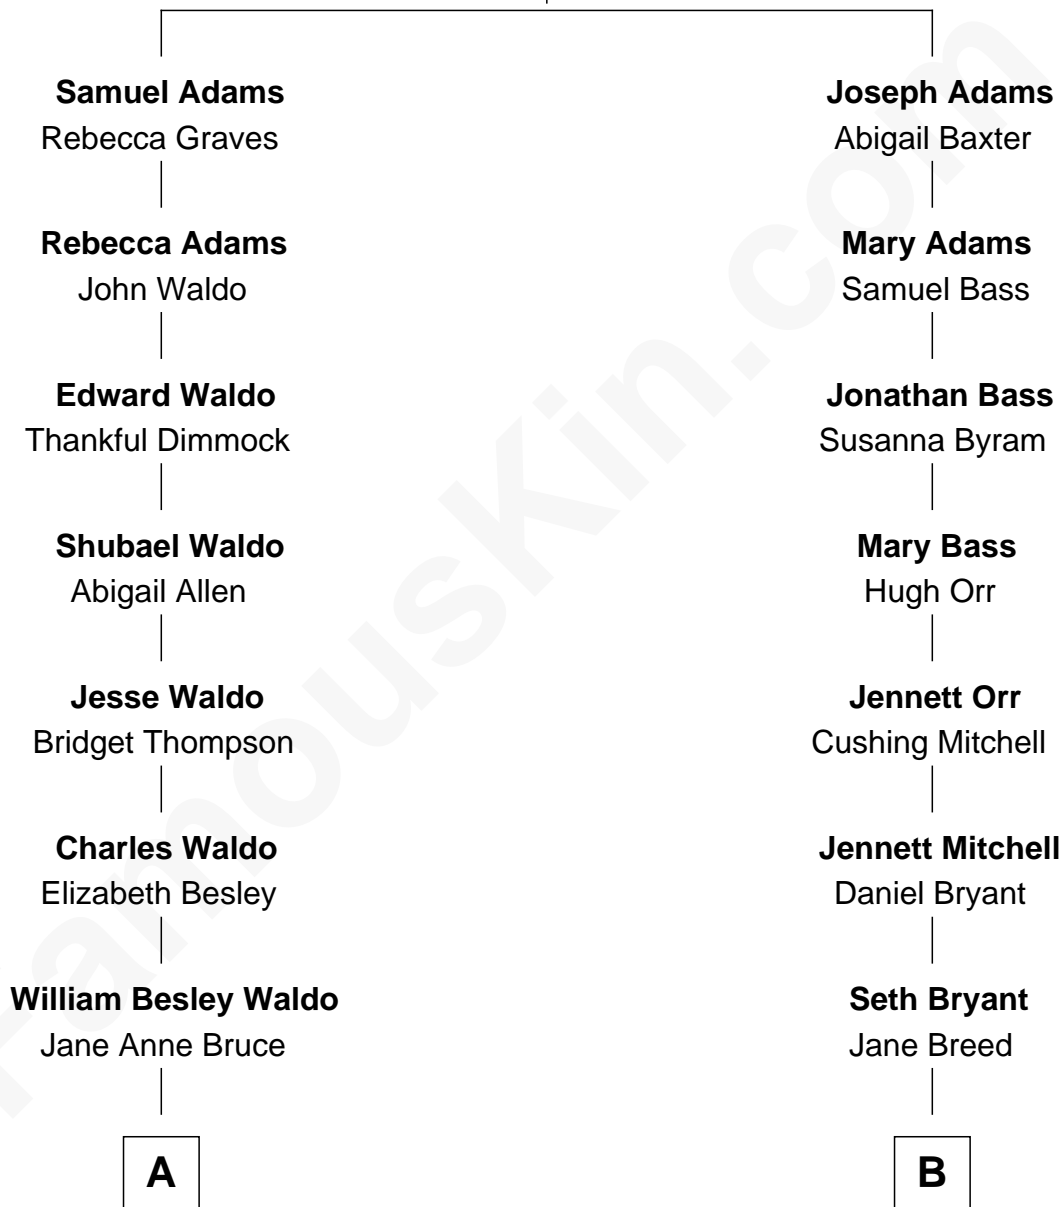 Samuel Adams
Rebecca Graves
Rebecca Adams
John Waldo
Edward Waldo
Thankful Dimmock
Shubael Waldo
Abigail Allen
Jesse Waldo
Bridget Thompson
Charles Waldo
Elizabeth Besley
William Besley Waldo
Jane Anne Bruce
A
Joseph Adams
Abigail Baxter
Mary Adams
Samuel Bass
Jonathan Bass
Susanna Byram
Mary Bass
Hugh Orr
Jennett Orr
Cushing Mitchell
Jennett Mitchell
Daniel Bryant
Seth Bryant
Jane Breed
B
FamousKin.com